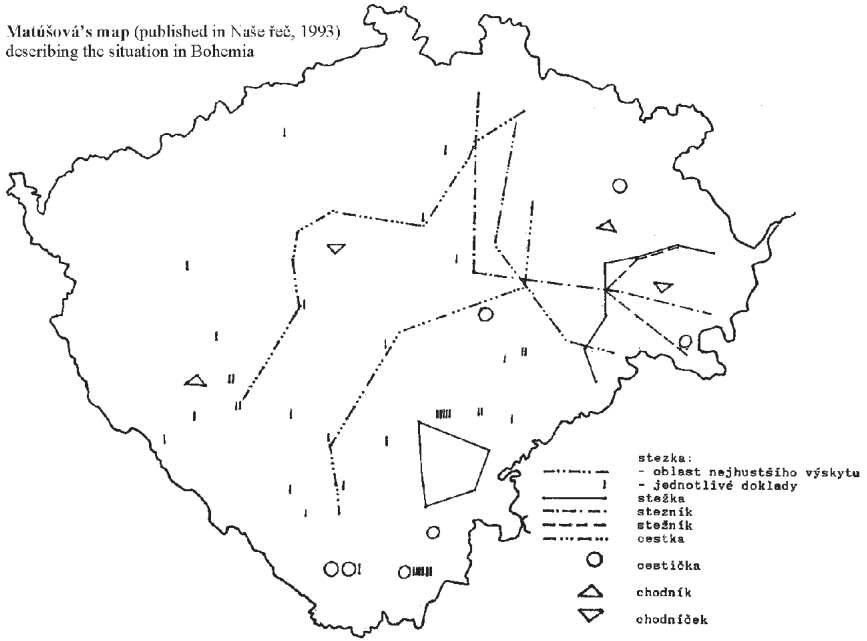 Matúšová's map (published in Naše řeč, 1993)
describing the situation in Bohemia
stezka:
- oblast nejhustšího výskytu
- jednotlivé doklady
stežka
stezník
stežník
cestka
cestička
chodník
chodníček